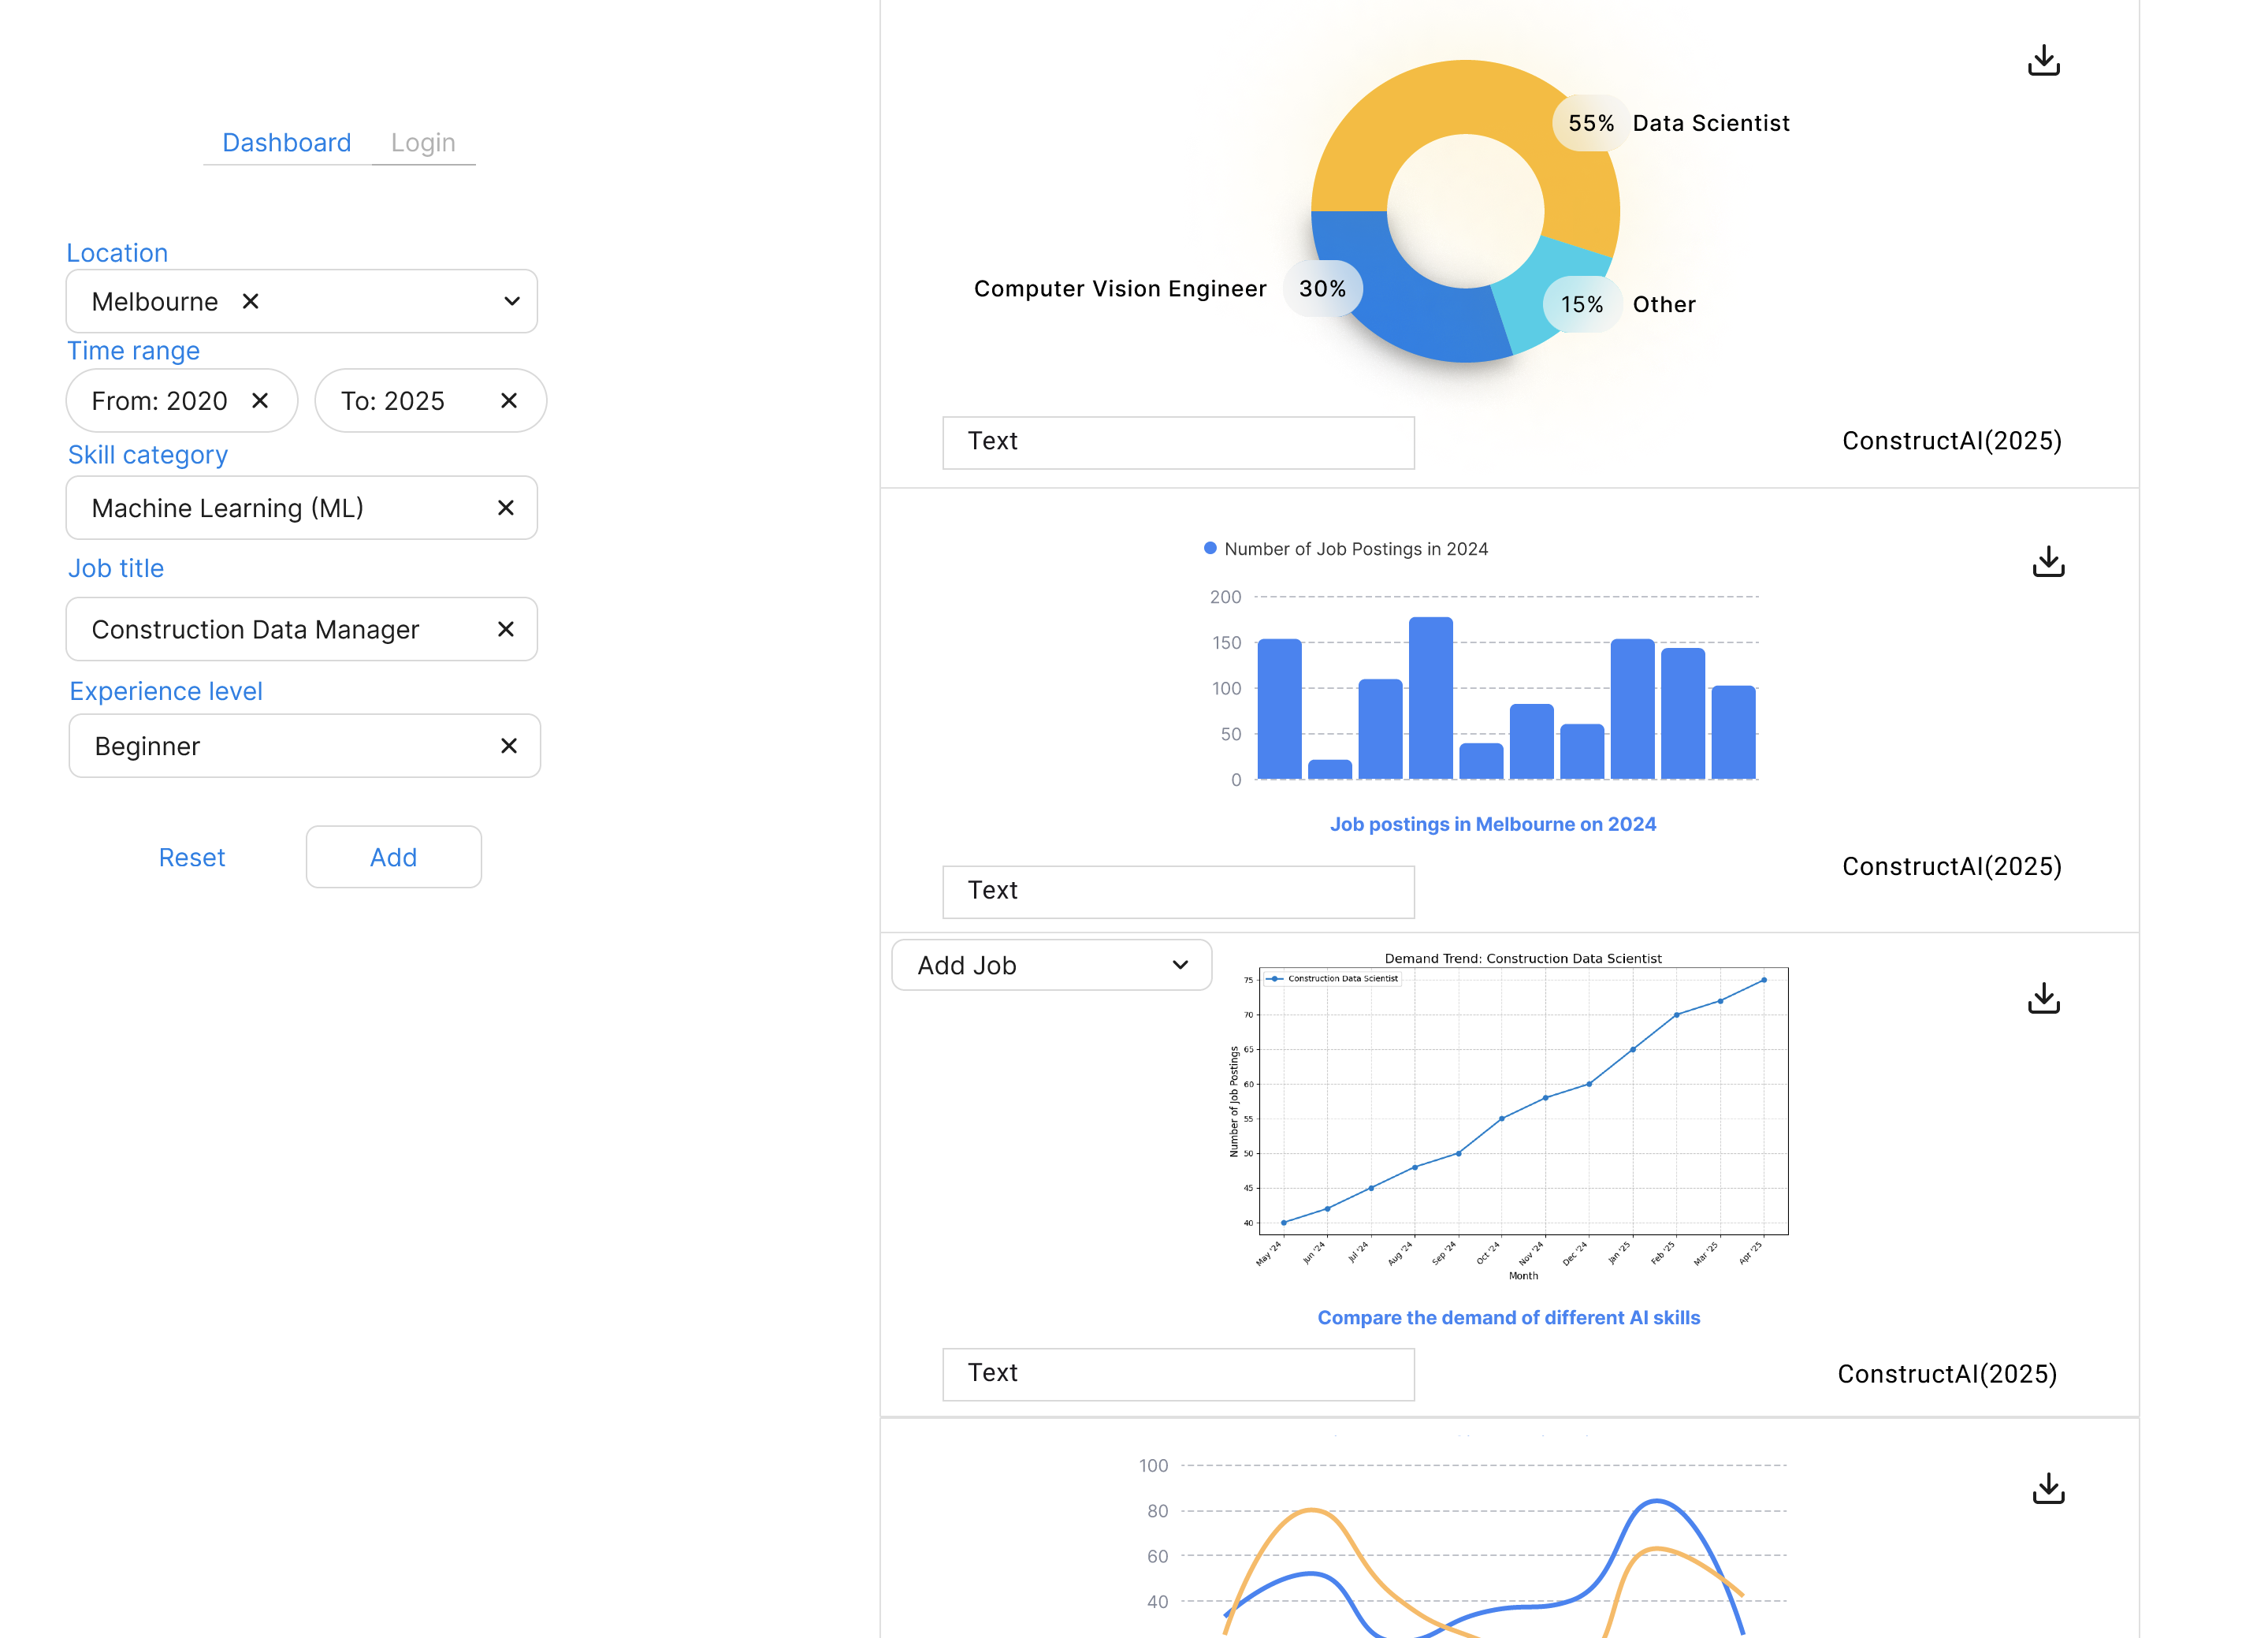 Dashboard Login
Location
Melbourne
Time range
From: 2020
To: 2025
Skill category
Machine Learning (ML)
Job title
Construction Data Manager
Experience level
Beginner
Reset
Add
55% Data Scientist
Computer Vision Engineer 30%
15% Other
Text
ConstructAI(2025)
Number of Job Postings in 2024
200
150
100
50
0
Job postings in Melbourne on 2024
ConstructAI(2025)
Text
Add Job
Demand Trend: Construction Data Scientist
Construction Data Scientist
Number of Job Postings
75
70
65
60
55
50
45
40
May '24 Jun '24 Jul '24 Aug '24 Sep '24 Oct '24 Nov '24 Dec '24 Jan '25 Feb '25 Mar '25 Apr '25
Month
Compare the demand of different AI skills
Text
ConstructAI(2025)
100
80
60
40